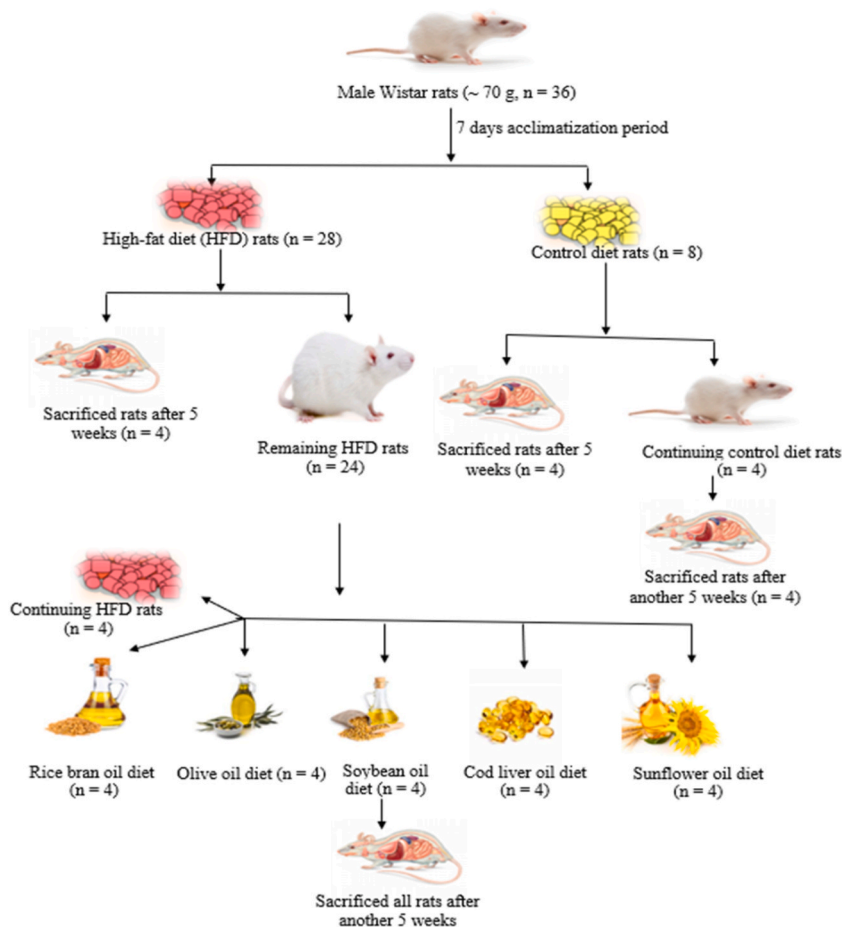 Male Wistar rats (~ 70 g, n = 36)
7 days acclimatization period
High-fat diet (HFD) rats (n = 28)
Control diet rats (n = 8)
Sacrificed rats after 5
weeks (n = 4)
Remaining HFD rats
(n = 24)
Sacrificed rats after 5
weeks (n = 4)
Continuing control diet rats
(n = 4)
Sacrificed rats after
another 5 weeks (n = 4)
Continuing HFD rats
(n = 4)
Rice bran oil diet
(n = 4)
Olive oil diet (n = 4)
Soybean oil
diet (n = 4)
Cod liver oil diet
(n = 4)
Sunflower oil diet
(n = 4)
Sacrificed all rats after
another 5 weeks